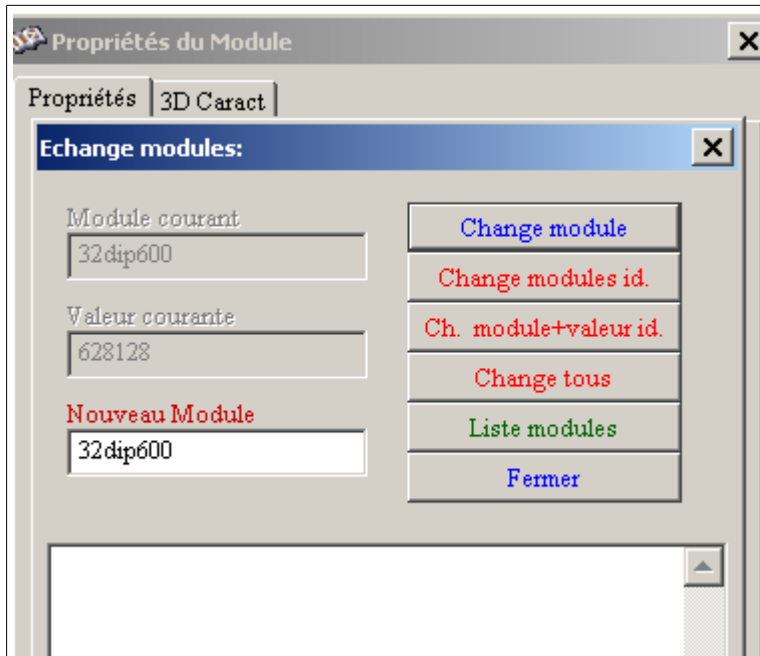 Propriétés du Module
Propriétés
3D Caract
Echange modules:
Module courant
32dip600
Valeur courante
628128
Nouveau Module
32dip600
Change module
Change modules id.
Ch. module+valeur id.
Change tous
Liste modules
Fermer